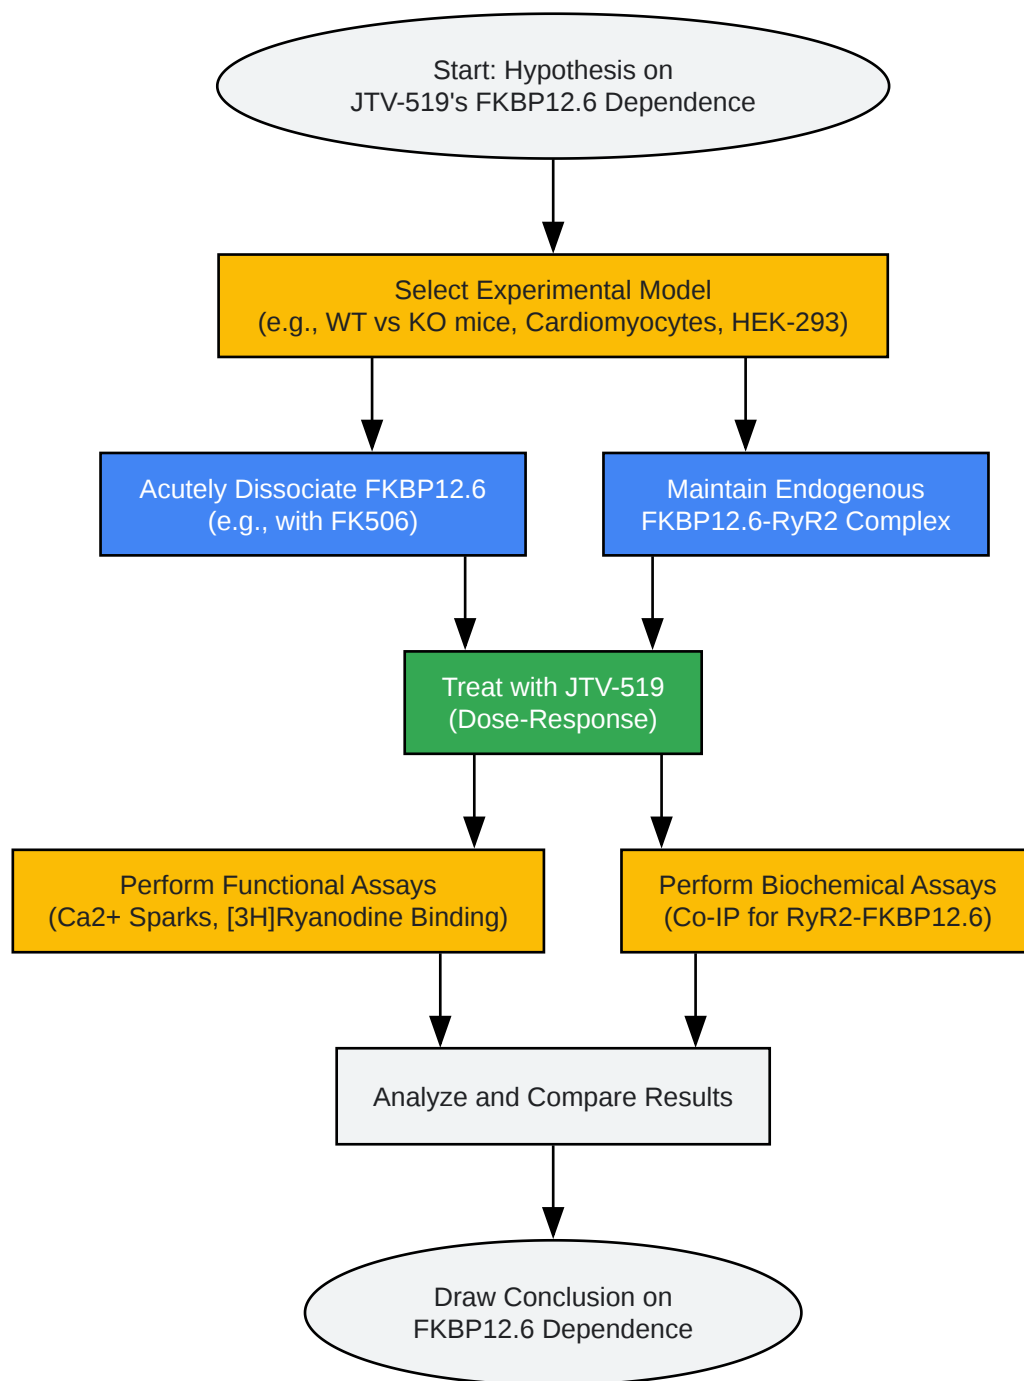 Start: Hypothesis on
JTV-519's FKBP12.6 Dependence
Select Experimental Model
(e.g., WT vs KO mice, Cardiomyocytes, HEK-293)
Acutely Dissociate FKBP12.6
(e.g., with FK506)
Maintain Endogenous
FKBP12.6-RyR2 Complex
Treat with JTV-519
(Dose-Response)
Perform Functional Assays
(Ca2+ Sparks, [3H]Ryanodine Binding)
Perform Biochemical Assays
(Co-IP for RyR2-FKBP12.6)
Analyze and Compare Results
Draw Conclusion on
FKBP12.6 Dependence